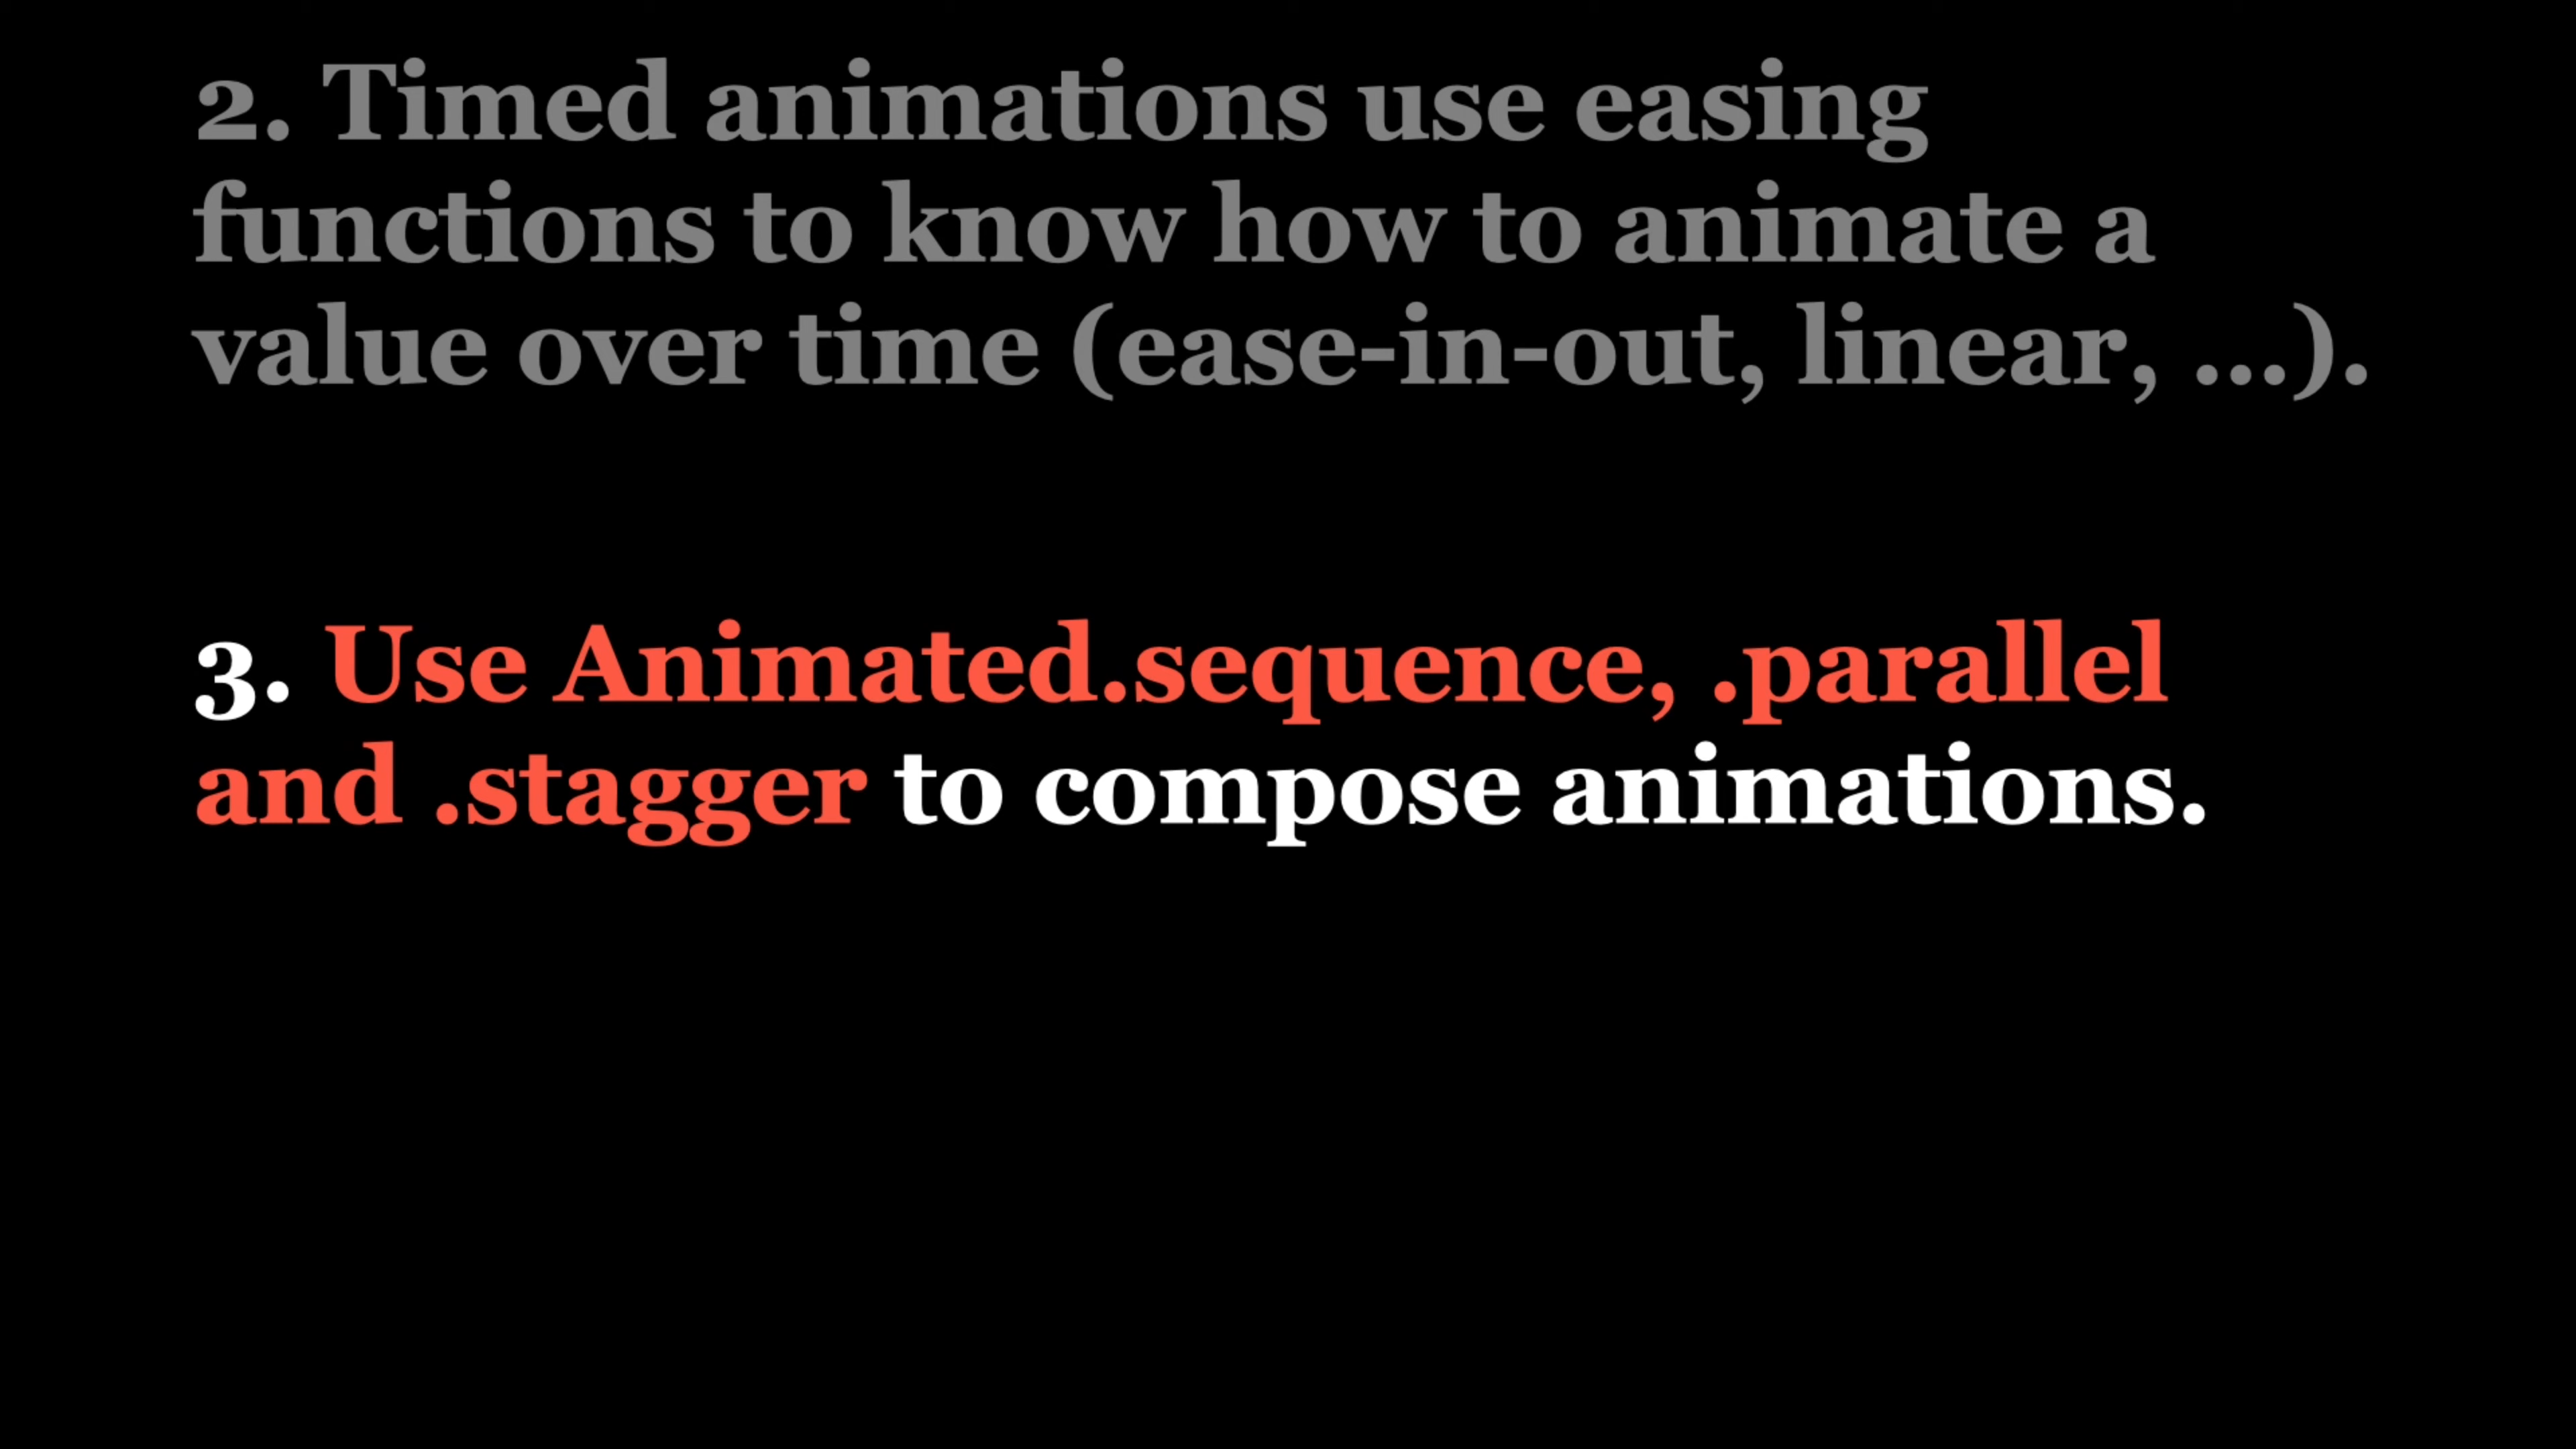 2. Timed animations use easing
functions to know how to animate a
value over time (ease-in-out, linear, ...).
3. Use Animated.sequence, .parallel
and .stagger to compose animations.